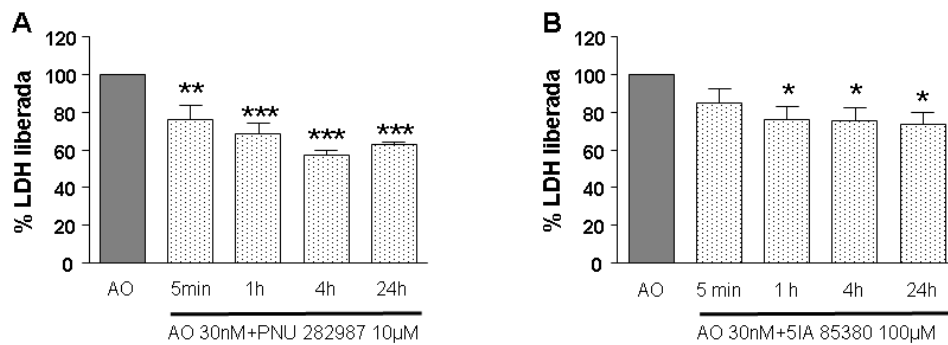 A
% LDH liberada
120
100
80
60
40
20
0
** *** *** ***
AO 5min 1h 4h 24h
AO 30nM+PNU 282987 10µM
B
% LDH liberada
120
100
80
60
40
20
0
* * *
AO 5 min 1 h 4h 24h
AO 30nM+5IA 85380 100µM